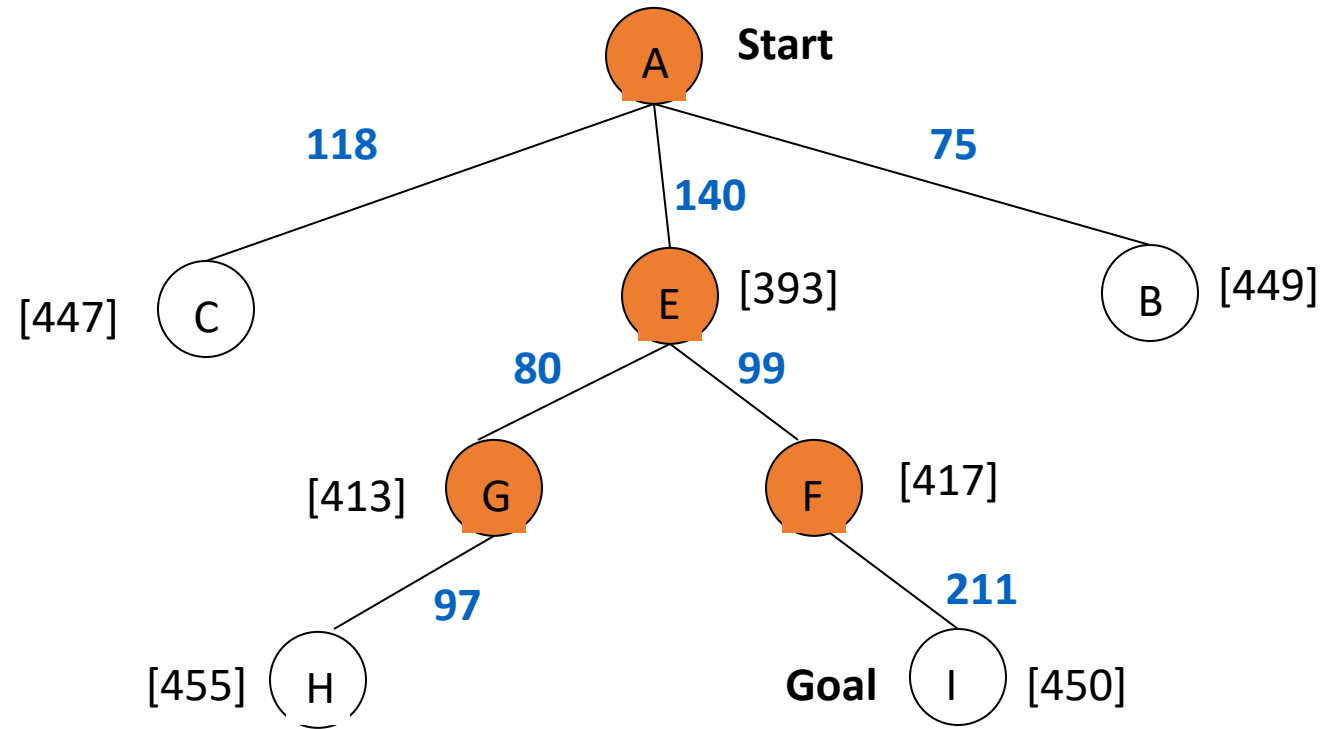 A Start
118
75
140
[447] C
E [393]
B [449]
80
99
[413] G
F [417]
97
211
[455] H
Goal I [450]